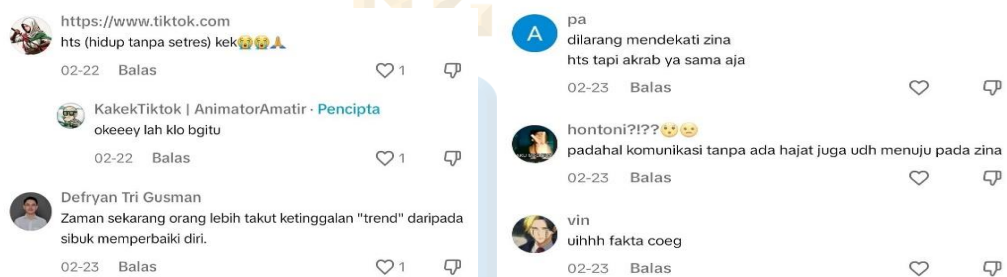 https://www.tiktok.com
hts (hidup tanpa setres) kek😭😭🙏
02-22 Balas 1
KakekTiktok | AnimatorAmatir · Pencipta
okeeey lah klo bgitu
02-22 Balas 1
Defryan Tri Gusman
Zaman sekarang orang lebih takut ketinggalan "trend" daripada
sibuk memperbaiki diri.
02-23 Balas 1
A
pa
dilarang mendekati zina
hts tapi akrab ya sama aja
02-23 Balas
hontoni?!??😳😒
padahal komunikasi tanpa ada hajat juga udh menuju pada zina
02-23 Balas
vin
uihhh fakta coeg
02-23 Balas